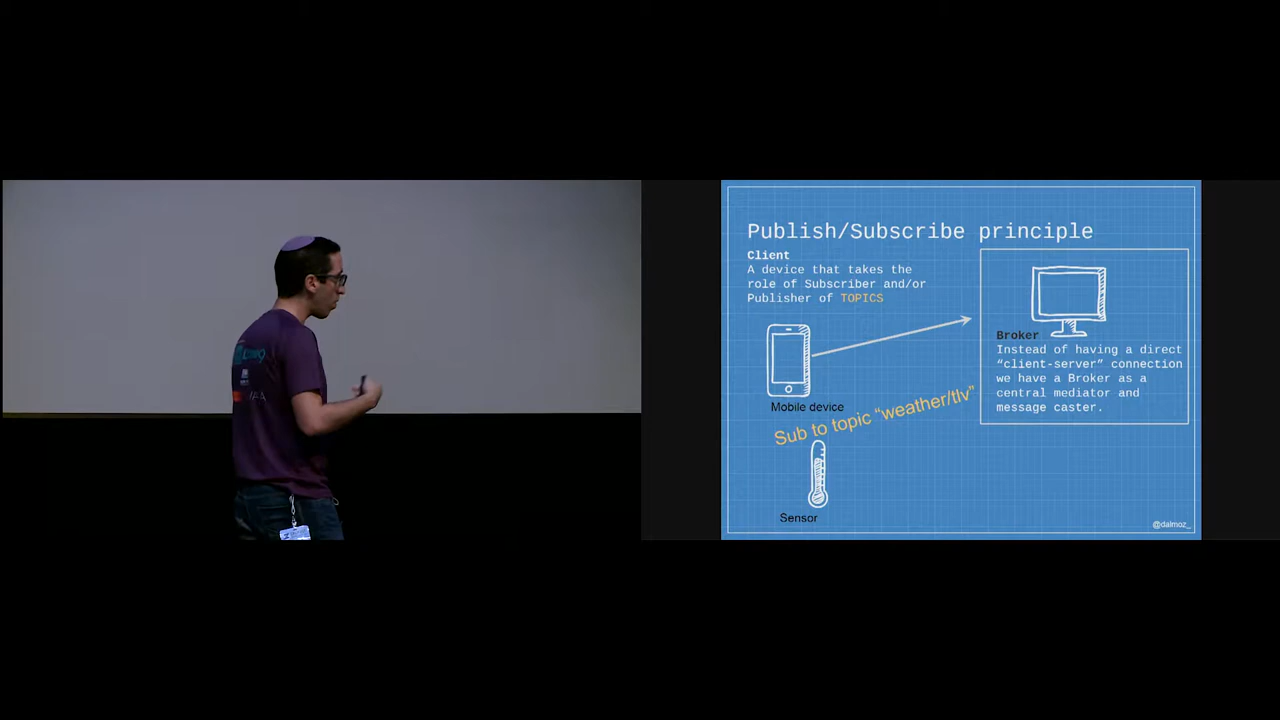 Publish/Subscribe principle
Client
A device that takes the
role of Subscriber and/or
Publisher of TOPICS
Broker
Instead of having a direct
“client-server” connection
we have a Broker as a
central mediator and
message caster.
Mobile device
Sub to topic “weather/tlv”
Sensor
@dalmoz_